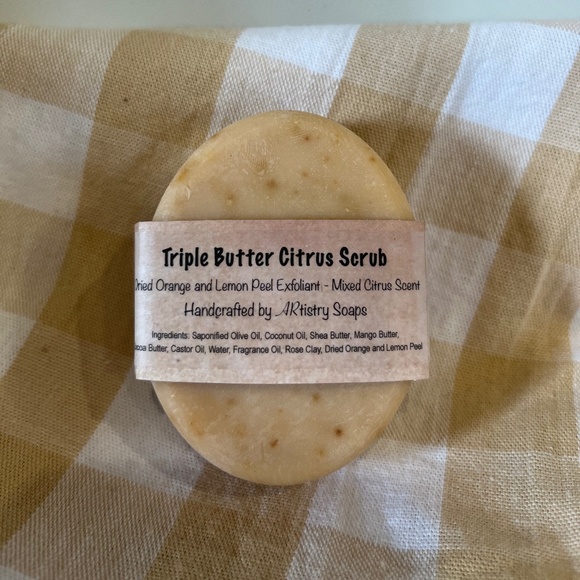 Triple Butter Citrus Scrub
Dried Orange and Lemon Peel Exfoliant - Mixed Citrus Scent
Handcrafted by ARtistry Soaps
Ingredients: Saponified Olive Oil, Coconut Oil, Shea Butter, Mango Butter,
Cocoa Butter, Castor Oil, Water, Fragrance Oil, Rose Clay, Dried Orange and Lemon Peel